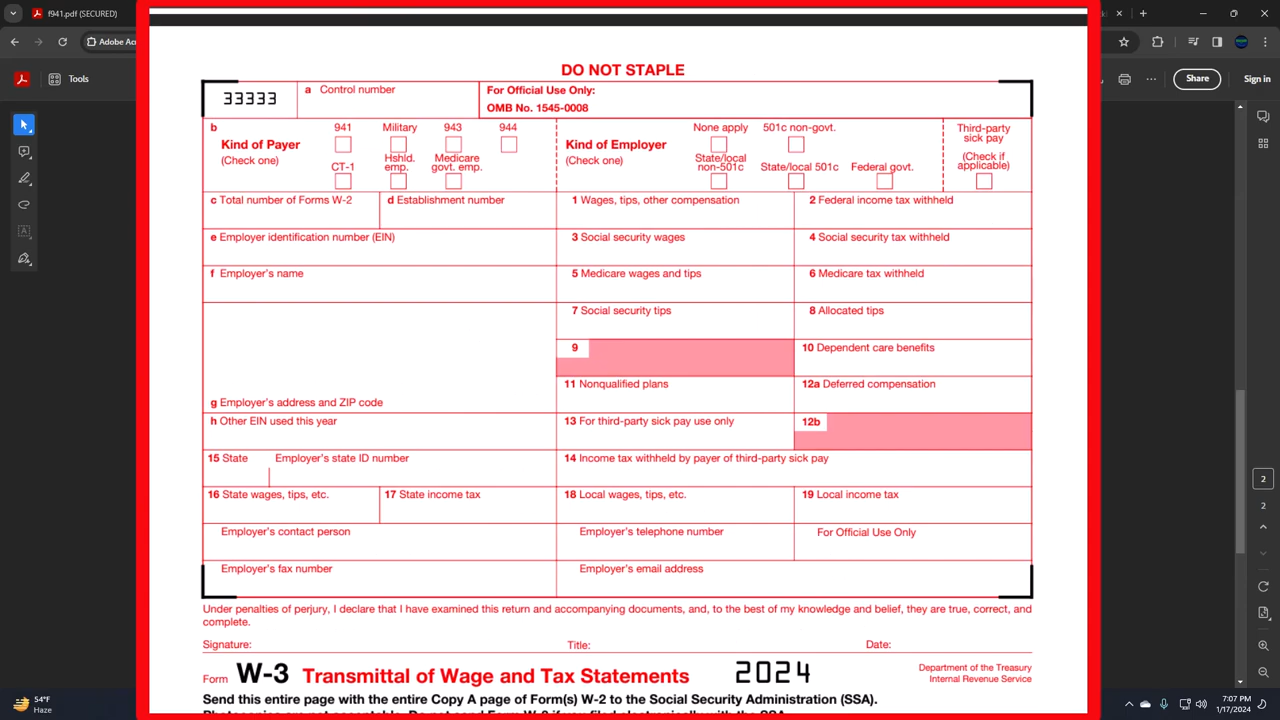 f941.pdf
Adobe Acr
Tools
Share
Sign in
DO NOT STAPLE
33333
a Control number
For Official Use Only:
OMB No. 1545-0008
b
Kind of Payer
(Check one)
941 Military 943 944
CT-1 Hshld. emp. Medicare govt. emp.
Kind of Employer
(Check one)
None apply 501c non-govt.
State/local non-501c State/local 501c Federal govt.
Third-party
sick pay
(Check if
applicable)
c Total number of Forms W-2
d Establishment number
1 Wages, tips, other compensation
2 Federal income tax withheld
e Employer identification number (EIN)
3 Social security wages
4 Social security tax withheld
f Employer's name
5 Medicare wages and tips
6 Medicare tax withheld
7 Social security tips
8 Allocated tips
9
10 Dependent care benefits
11 Nonqualified plans
12a Deferred compensation
g Employer's address and ZIP code
h Other EIN used this year
13 For third-party sick pay use only
12b
15 State Employer's state ID number
14 Income tax withheld by payer of third-party sick pay
16 State wages, tips, etc.
17 State income tax
18 Local wages, tips, etc.
19 Local income tax
Employer's contact person
Employer's telephone number
For Official Use Only
Employer's fax number
Employer's email address
Under penalties of perjury, I declare that I have examined this return and accompanying documents, and, to the best of my knowledge and belief, they are true, correct, and
complete.
Signature: Title: Date:
Form W-3 Transmittal of Wage and Tax Statements 2024
Department of the Treasury
Internal Revenue Service
Send this entire page with the entire Copy A page of Form(s) W-2 to the Social Security Administration (SSA).
2
2
54°F
Haze
7:07 PM
1/17/2024